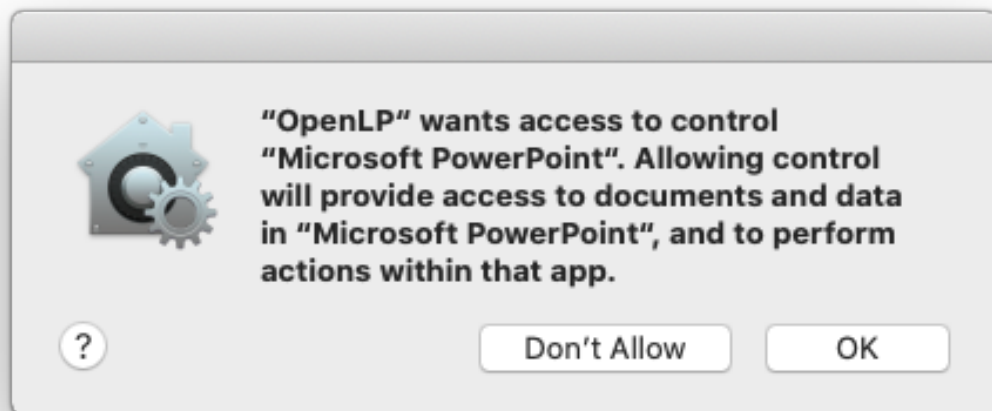 “OpenLP” wants access to control
“Microsoft PowerPoint“. Allowing control
will provide access to documents and data
in “Microsoft PowerPoint“, and to perform
actions within that app.
?
Don’t Allow
OK